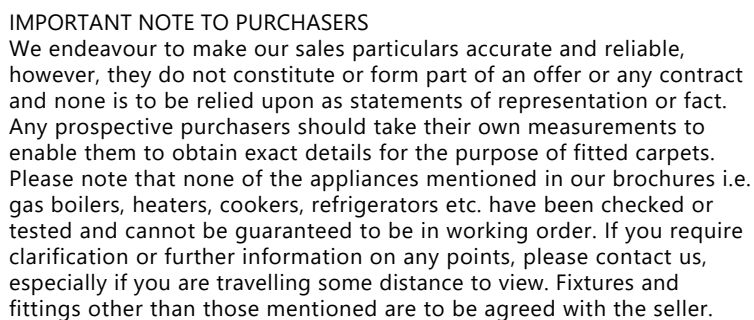 IMPORTANT NOTE TO PURCHASERS
We endeavour to make our sales particulars accurate and reliable,
however, they do not constitute or form part of an offer or any contract
and none is to be relied upon as statements of representation or fact.
Any prospective purchasers should take their own measurements to
enable them to obtain exact details for the purpose of fitted carpets.
Please note that none of the appliances mentioned in our brochures i.e.
gas boilers, heaters, cookers, refrigerators etc. have been checked or
tested and cannot be guaranteed to be in working order. If you require
clarification or further information on any points, please contact us,
especially if you are travelling some distance to view. Fixtures and
fittings other than those mentioned are to be agreed with the seller.